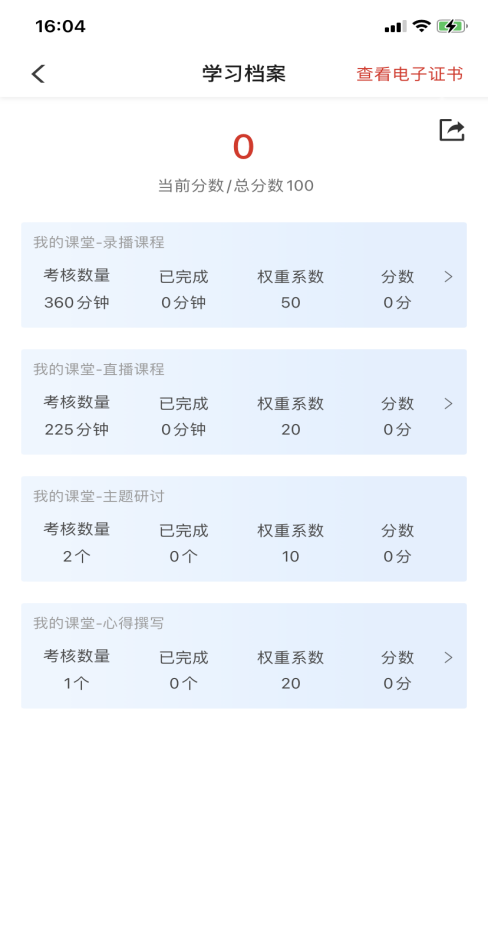 16:04
学习档案
查看电子证书
0
当前分数/总分数100
我的课堂-录播课程
考核数量 已完成 权重系数 分数
360分钟 0分钟 50 0分
我的课堂-直播课程
考核数量 已完成 权重系数 分数
225分钟 0分钟 20 0分
我的课堂-主题研讨
考核数量 已完成 权重系数 分数
2个 0个 10 0分
我的课堂-心得撰写
考核数量 已完成 权重系数 分数
1个 0个 20 0分